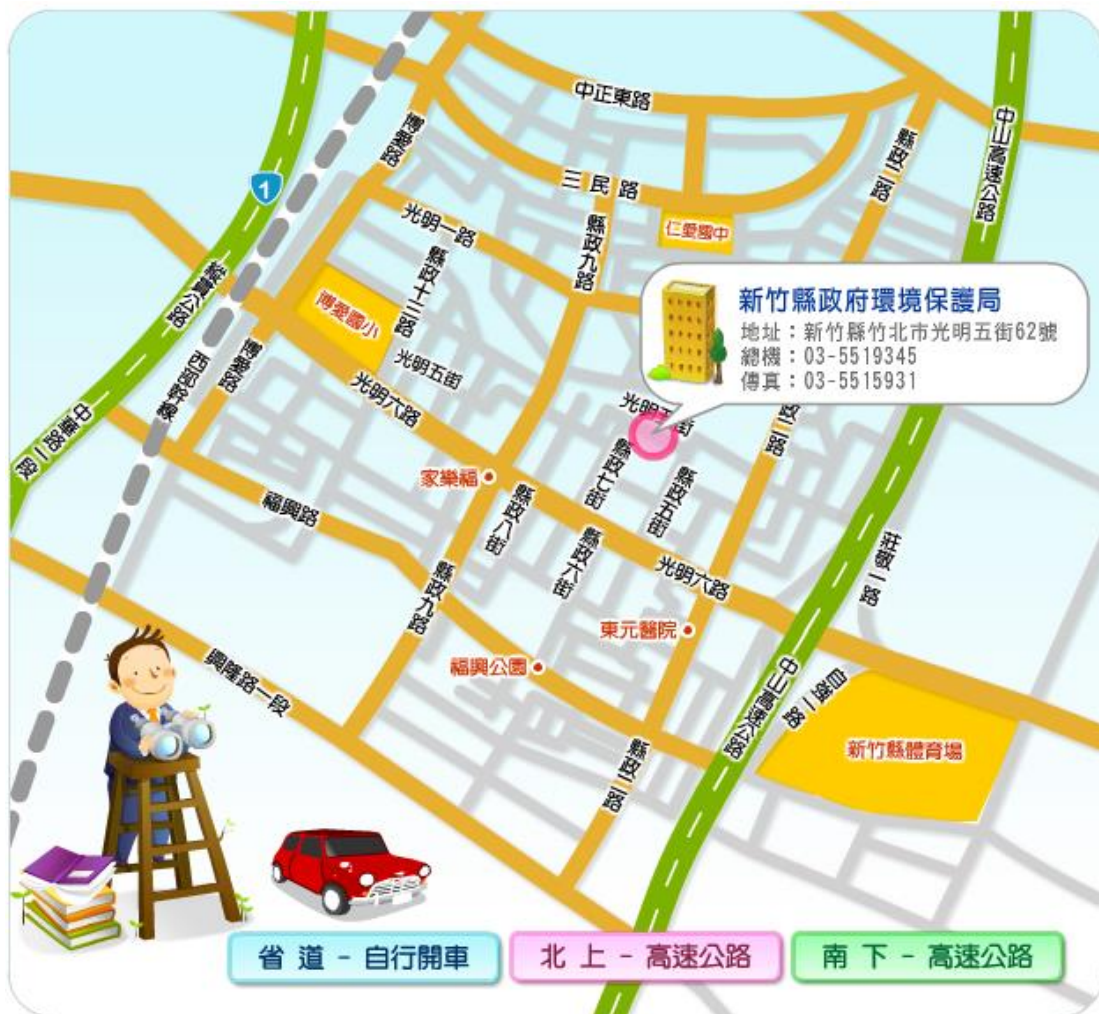 中正東路
博愛路
縣政二路
中山高速公路
1
三民路
仁愛國中
光明一路
縣政九路
縣政十三路
縱貫公路
博愛國小
新竹縣政府環境保護局
地址：新竹縣竹北市光明五街62號
總機：03-5519345
傳真：03-5515931
博愛路
西部幹線
光明五街
光明六路
光明五街
政二路
中華路一段
家樂福
縣政七街
縣政五街
福興路
縣政八街
縣政六街
光明六路
莊敬一路
縣政九路
東元醫院
福興公園
興隆路一段
中山高速公路
自強二路
新竹縣體育場
縣政二路
省道-自行開車
北上-高速公路
南下-高速公路